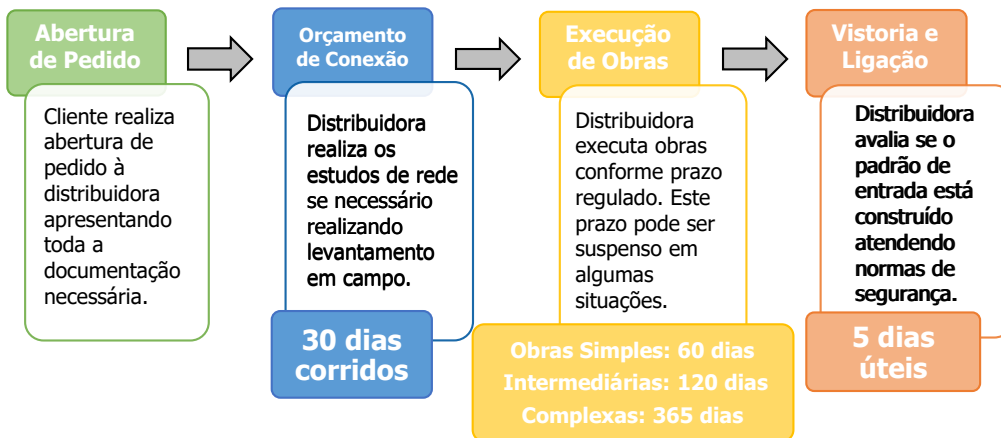 Abertura
de Pedido
Cliente realiza
abertura de
pedido à
distribuidora
apresentando
toda a
documentação
necessária.
Orçamento
de Conexão
Distribuidora
realiza os
estudos de rede
se necessário
realizando
levantamento
em campo.
30 dias
corridos
Execução
de Obras
Distribuidora
executa obras
conforme prazo
regulado. Este
prazo pode ser
suspenso em
algumas
situações.
Obras Simples: 60 dias
Intermediárias: 120 dias
Complexas: 365 dias
Vistoria e
Ligação
Distribuidora
avalia se o
padrão de
entrada está
construído
atendendo
normas de
segurança.
5 dias
úteis